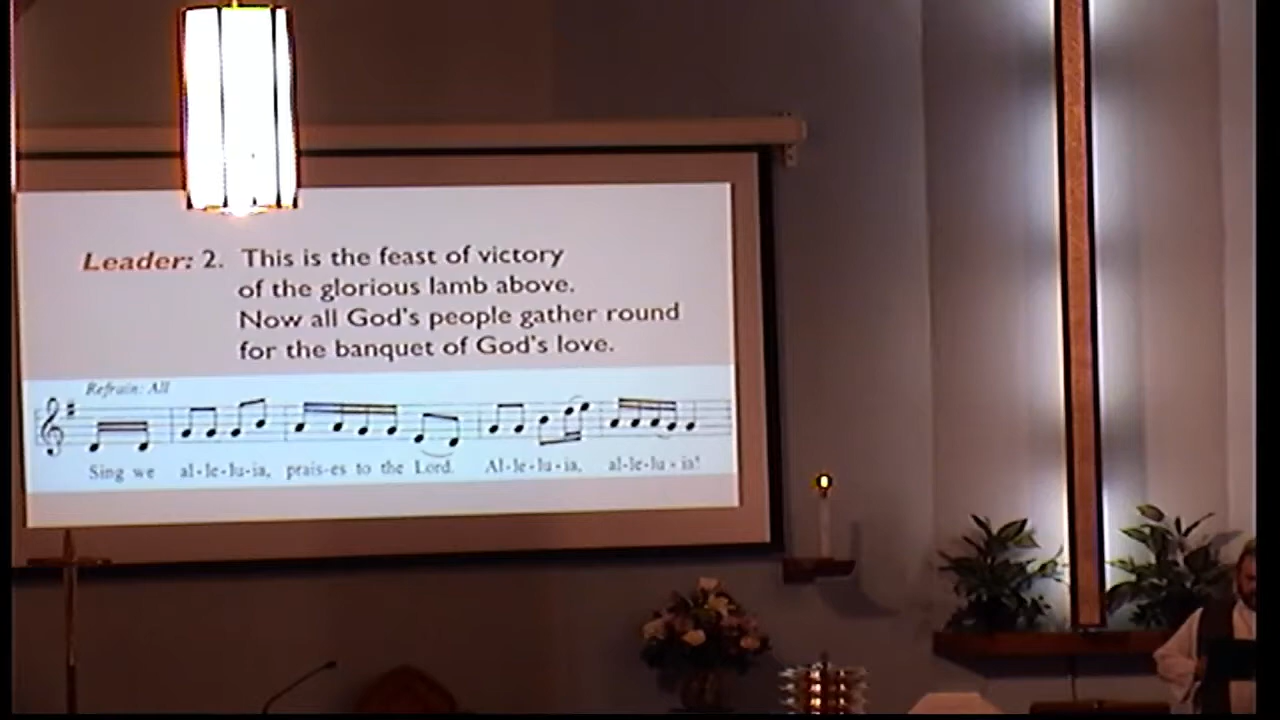 Leader: 2. This is the feast of victory
of the glorious lamb above.
Now all God's people gather round
for the banquet of God's love.
Refrain: All
Sing we al-le-lu-ia, prais-es to the Lord. Al-le-lu-ia, al-le-lu-ia!